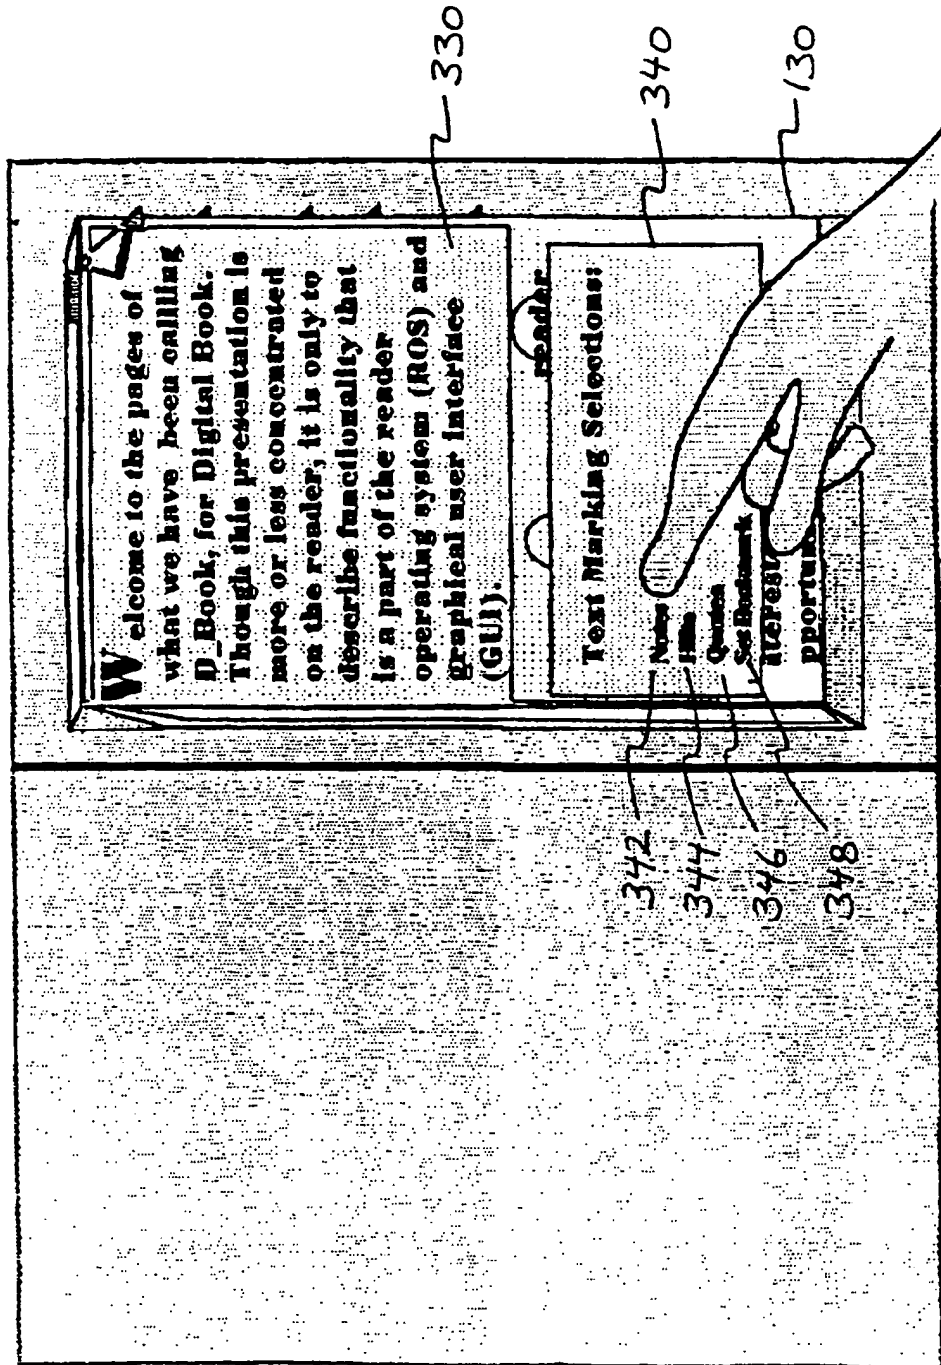 Welcome to the pages of
what we have been callling
D_Book, for Digital Book.
Though this presentation is
more or less concentrated
on the reader, it is only to
describe functionality that
is a part of the reader
operating system (ROS) and
graphical user interface
(GUI).
reader
Text Marking Selections:
Notes
Hilite
Quotes
Set Bookmark
pportun
330
340
130
342
344
346
348